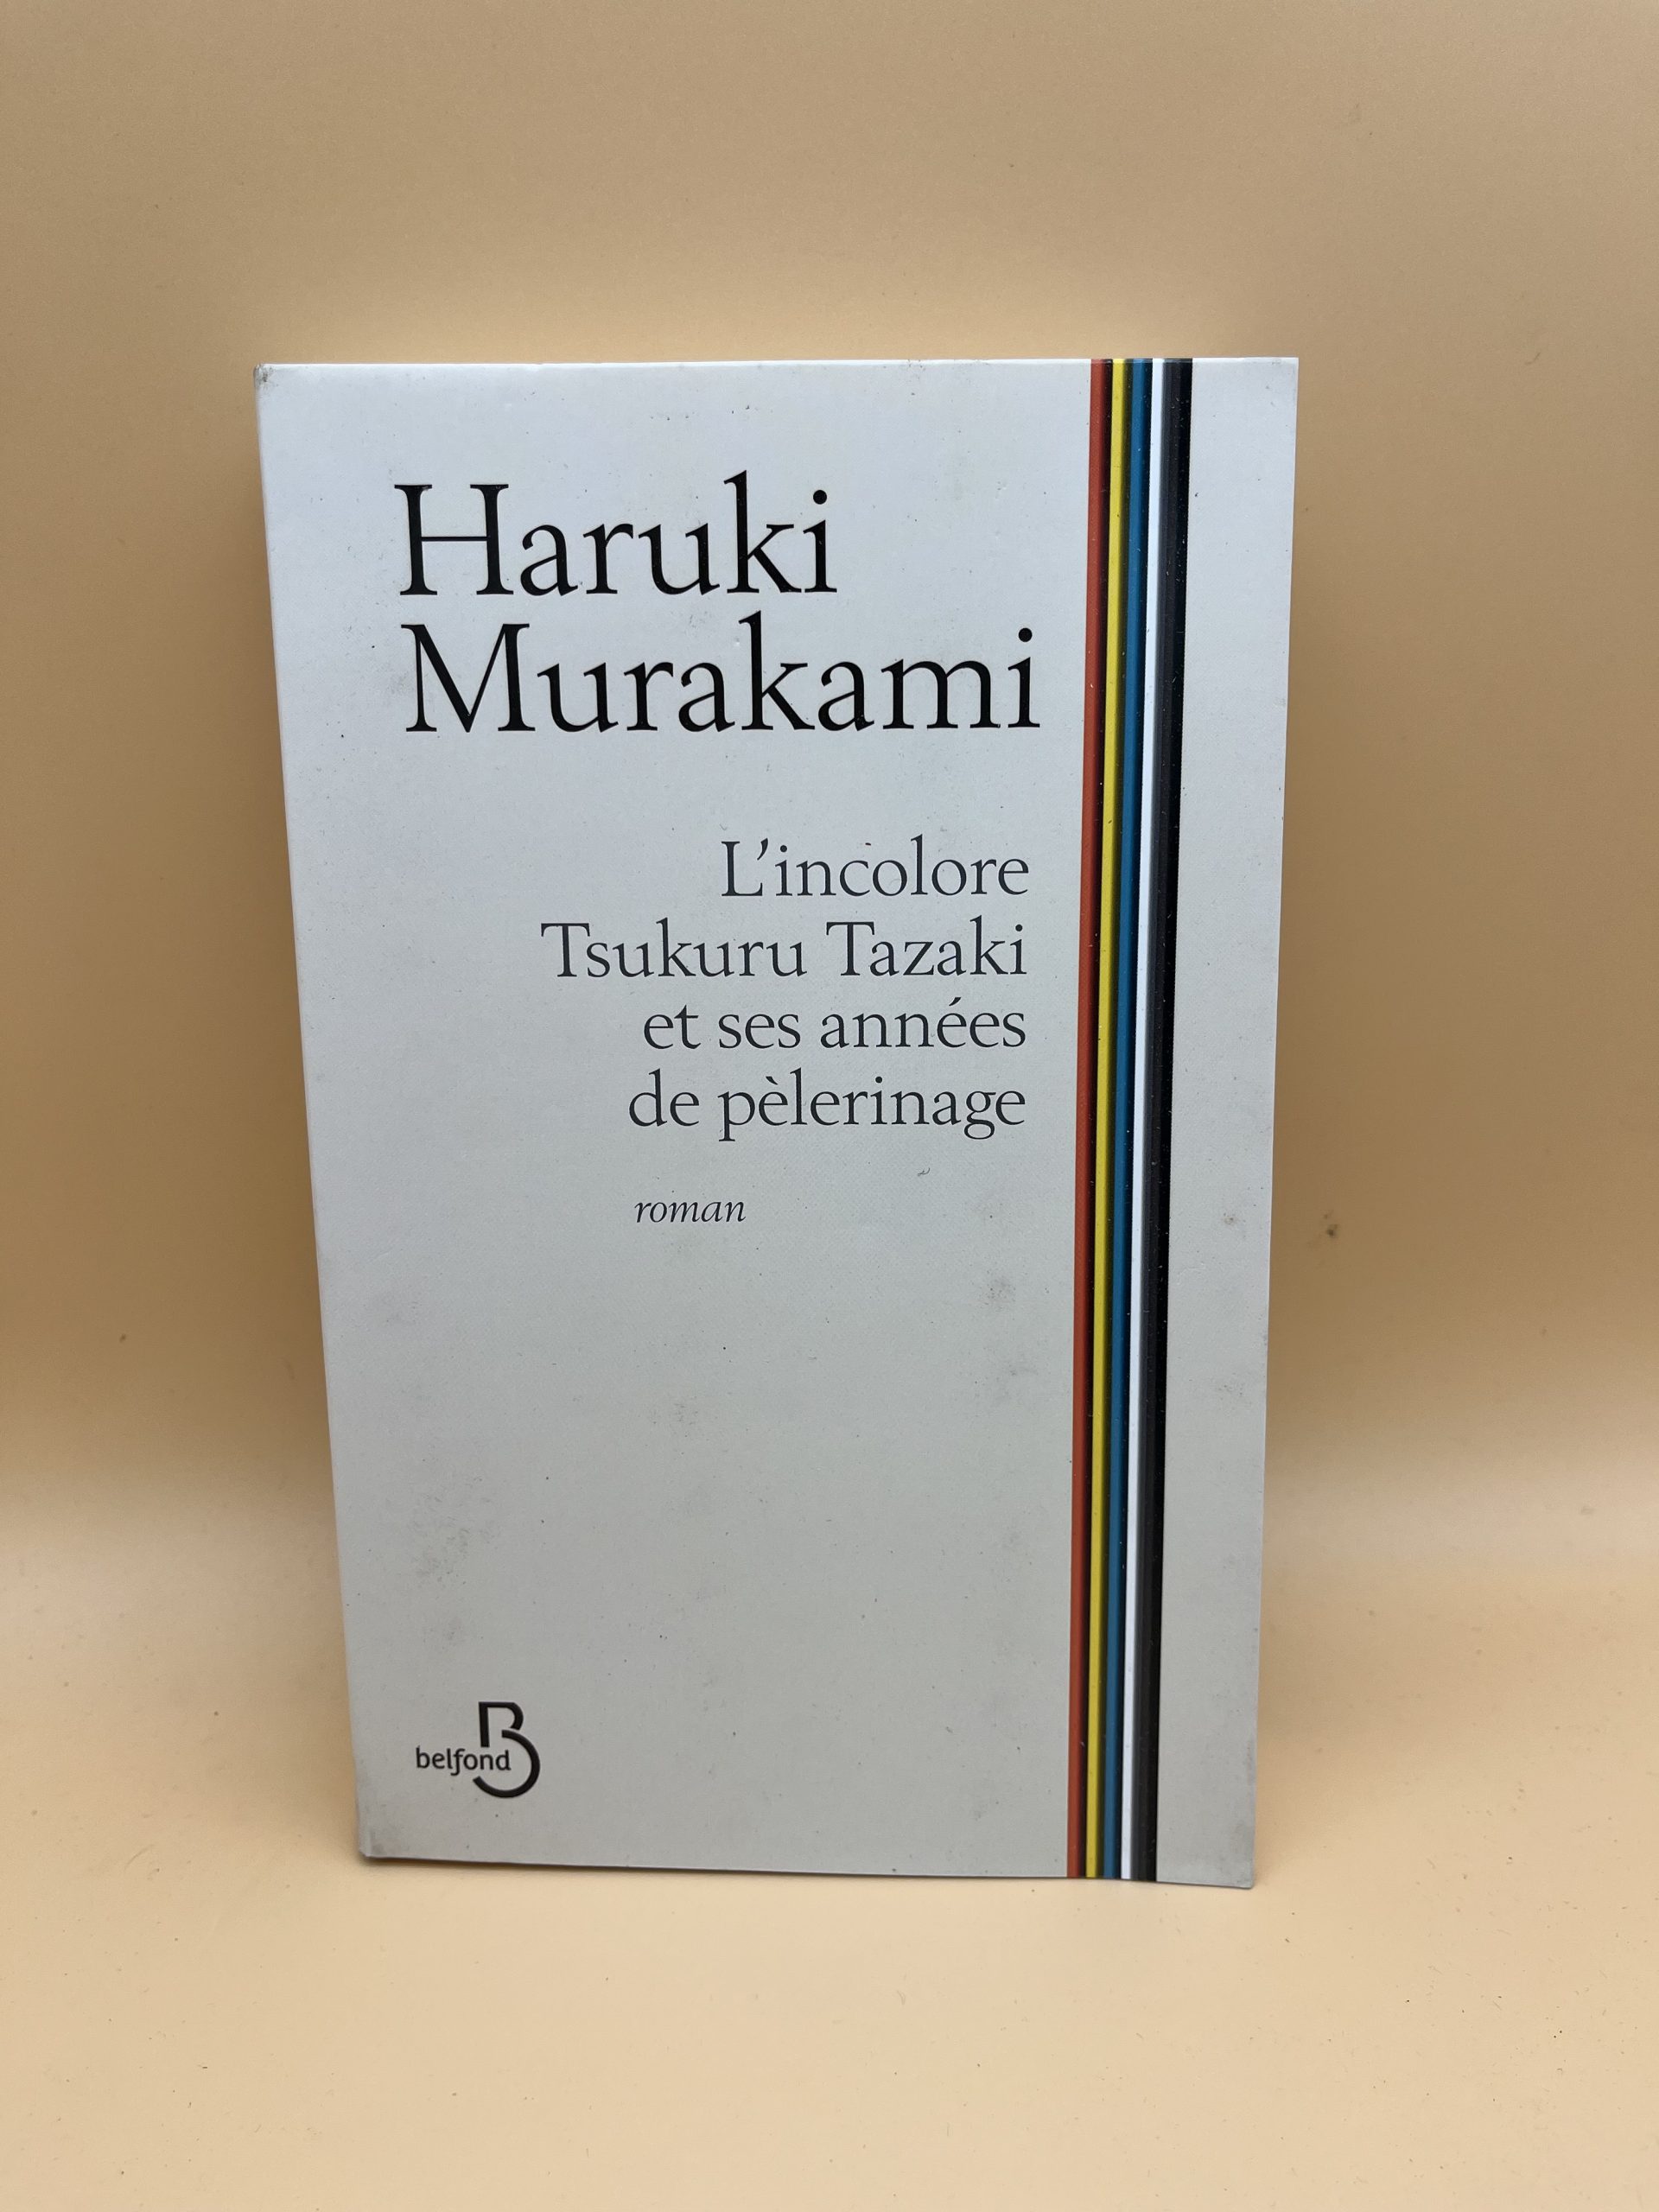 Haruki
Murakami
L'incolore
Tsukuru Tazaki
et ses années
de pèlerinage
roman
belfond
B